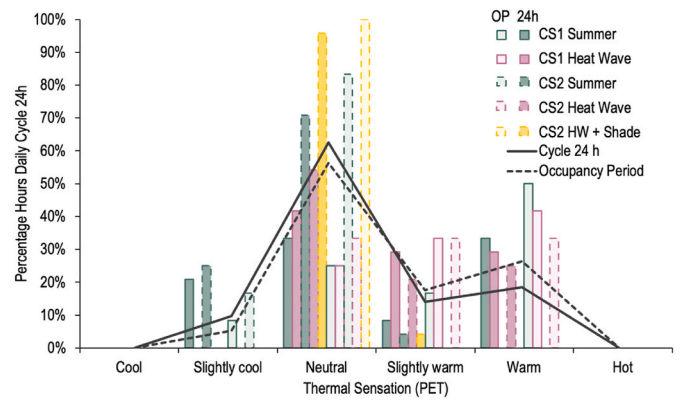 OP 24h
CS1 Summer
CS1 Heat Wave
CS2 Summer
CS2 Heat Wave
CS2 HW + Shade
Cycle 24 h
Occupancy Period
Percentage Hours Daily Cycle 24h
100%
90%
80%
70%
60%
50%
40%
30%
20%
10%
0%
Cool Slightly cool Neutral Slightly warm Warm Hot
Thermal Sensation (PET)